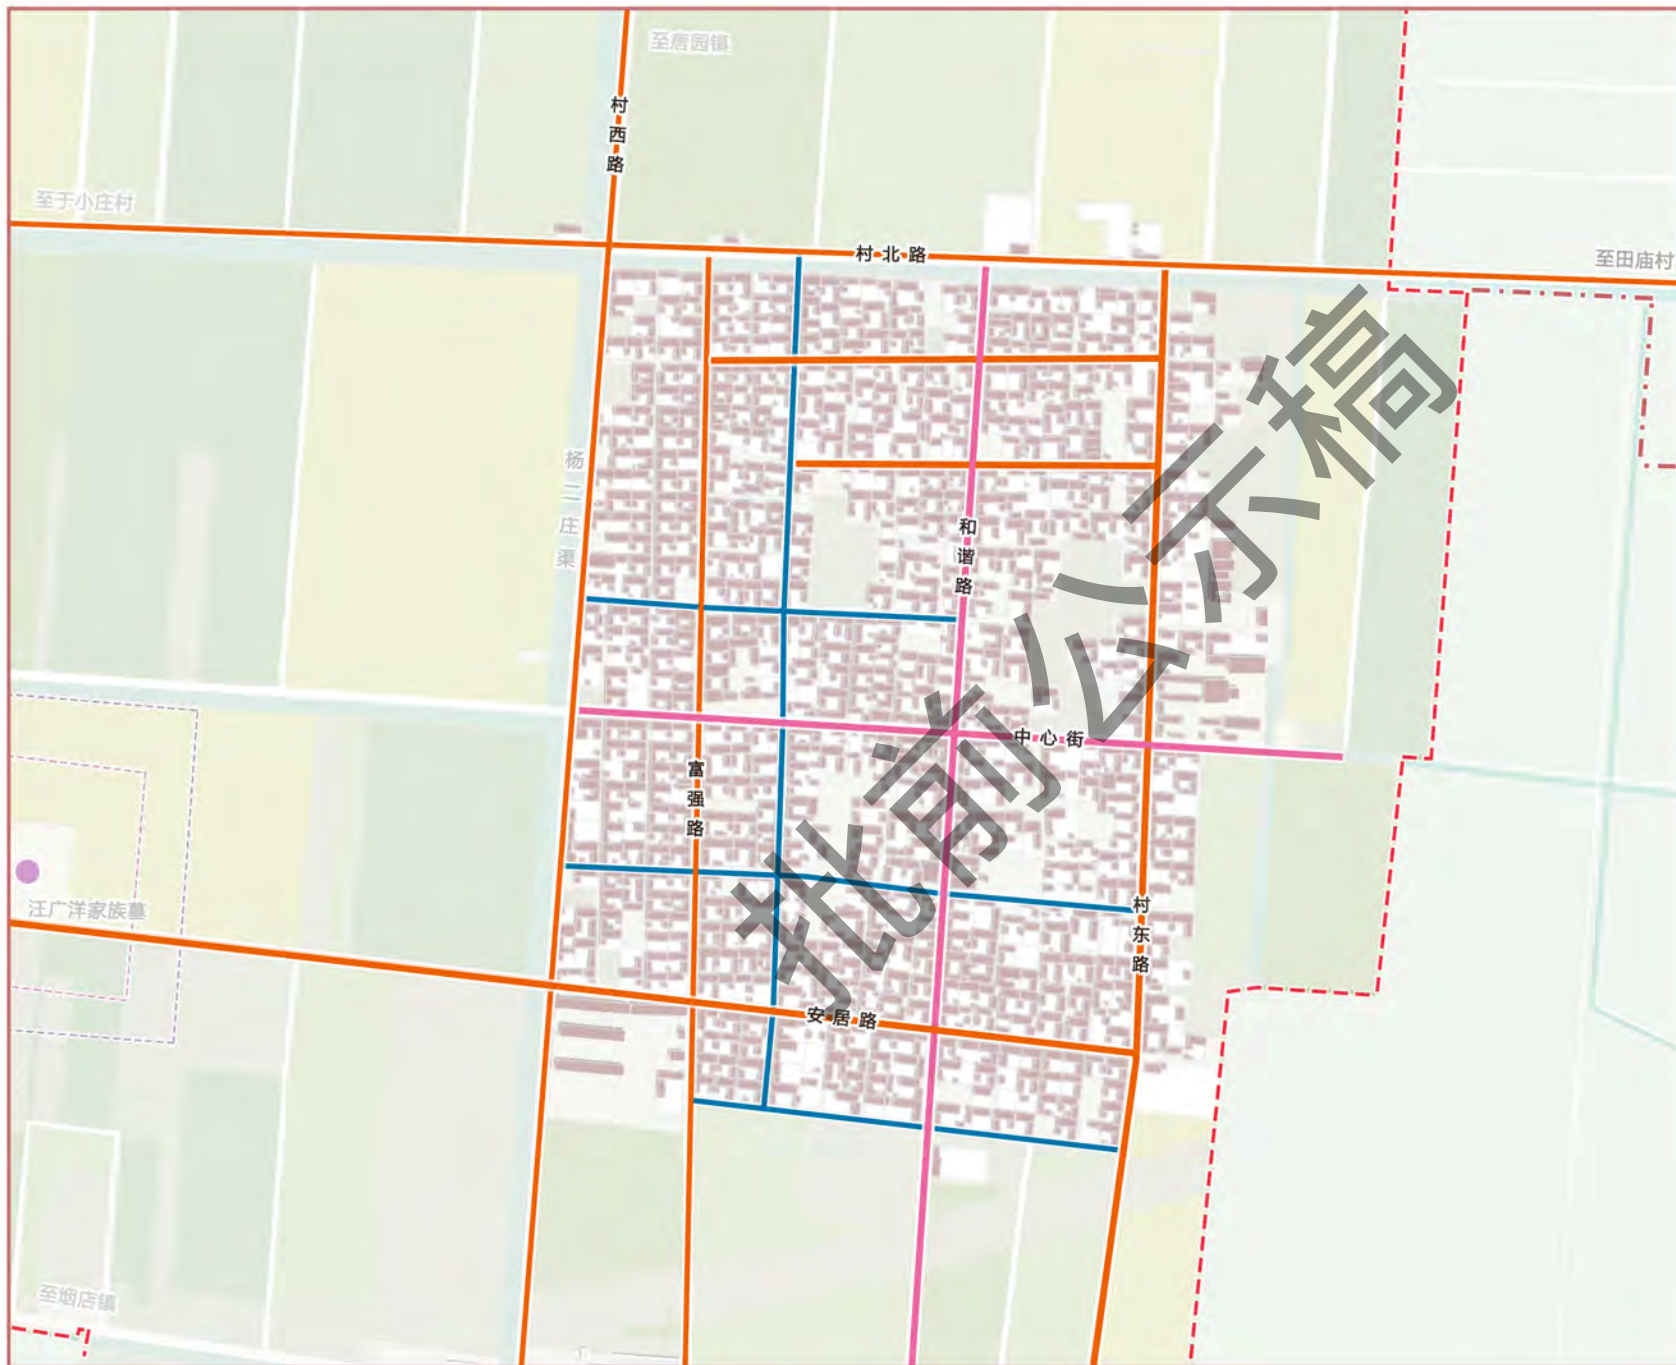 至唐园镇
村西路
至于小庄村
村北路
至田庙村
杨二庄渠
和谐路
中心街
富强路
汪广洋家族墓
村东路
安居路
至烟店镇
批前公示稿